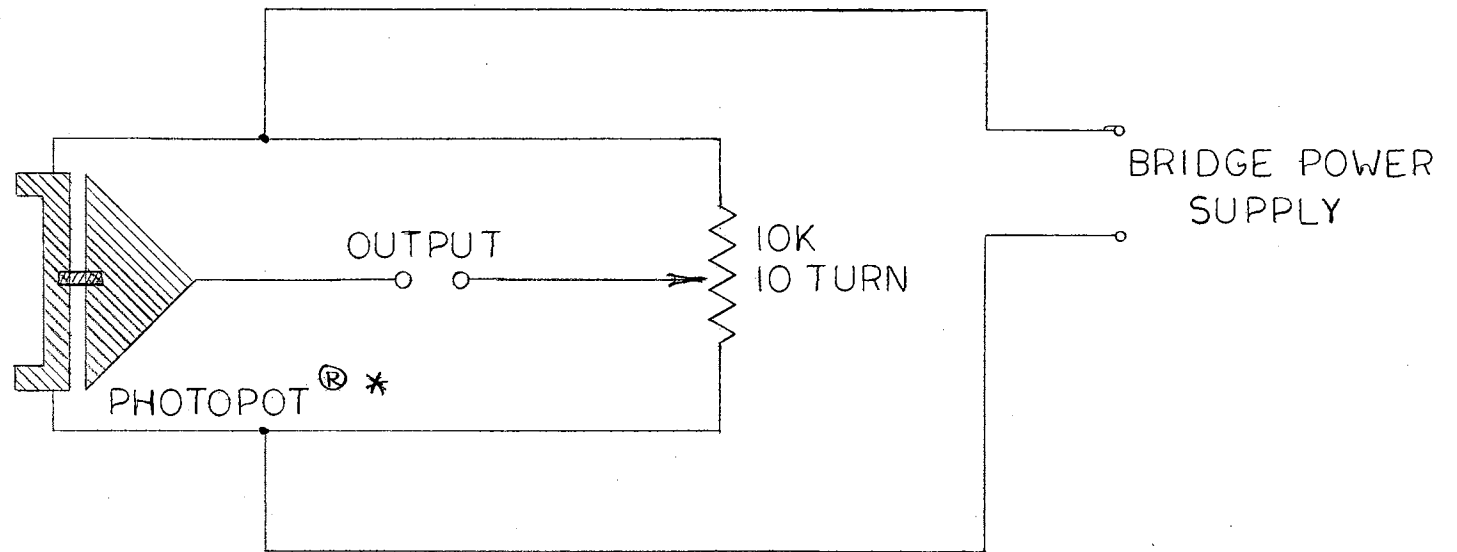 BRIDGE POWER
SUPPLY
OUTPUT
10K
10 TURN
PHOTOPOT ® *